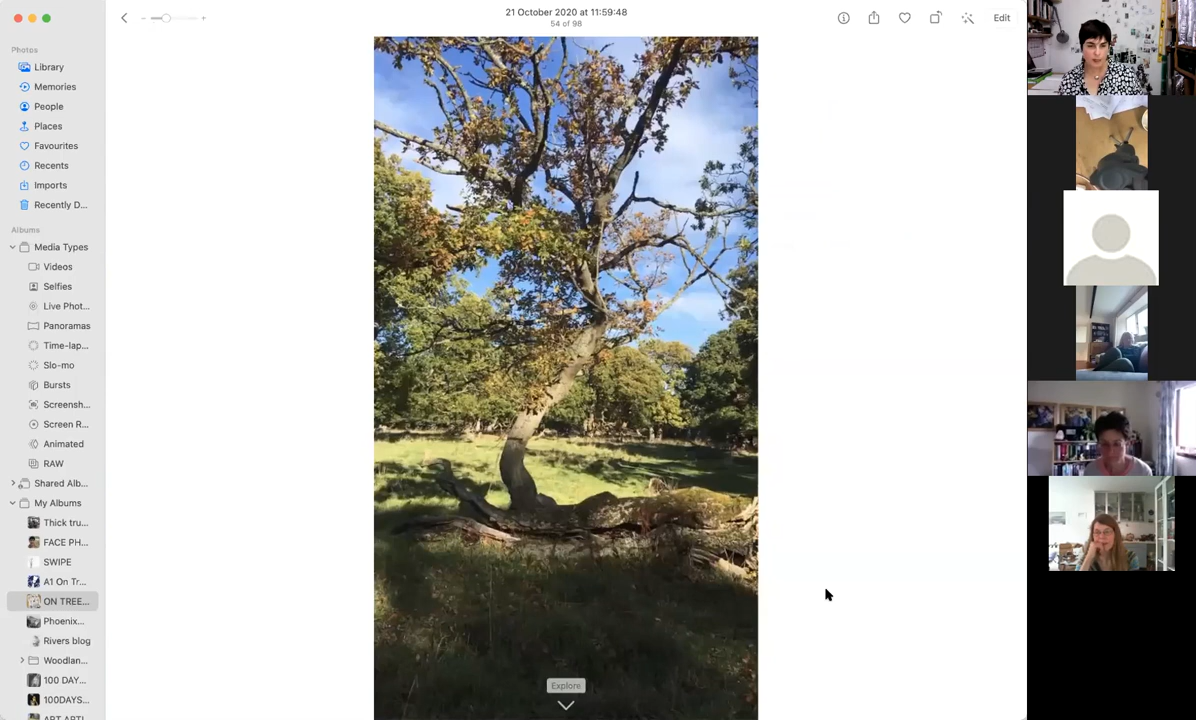 21 October 2020 at 11:59:48
54 of 98
Edit
Photos
Library
Memories
People
Places
Favourites
Recents
Imports
Recently D...
Albums
Media Types
Videos
Selfies
Live Phot...
Panoramas
Time-lap...
Slo-mo
Bursts
Screensh...
Screen R...
Animated
RAW
Shared Alb...
My Albums
Thick tru...
FACE PH...
SWIPE
A1 On Tr...
ON TREE...
Phoenix...
Rivers blog
Woodlan...
100 DAY...
100DAYS...
ART ARTI...
Explore